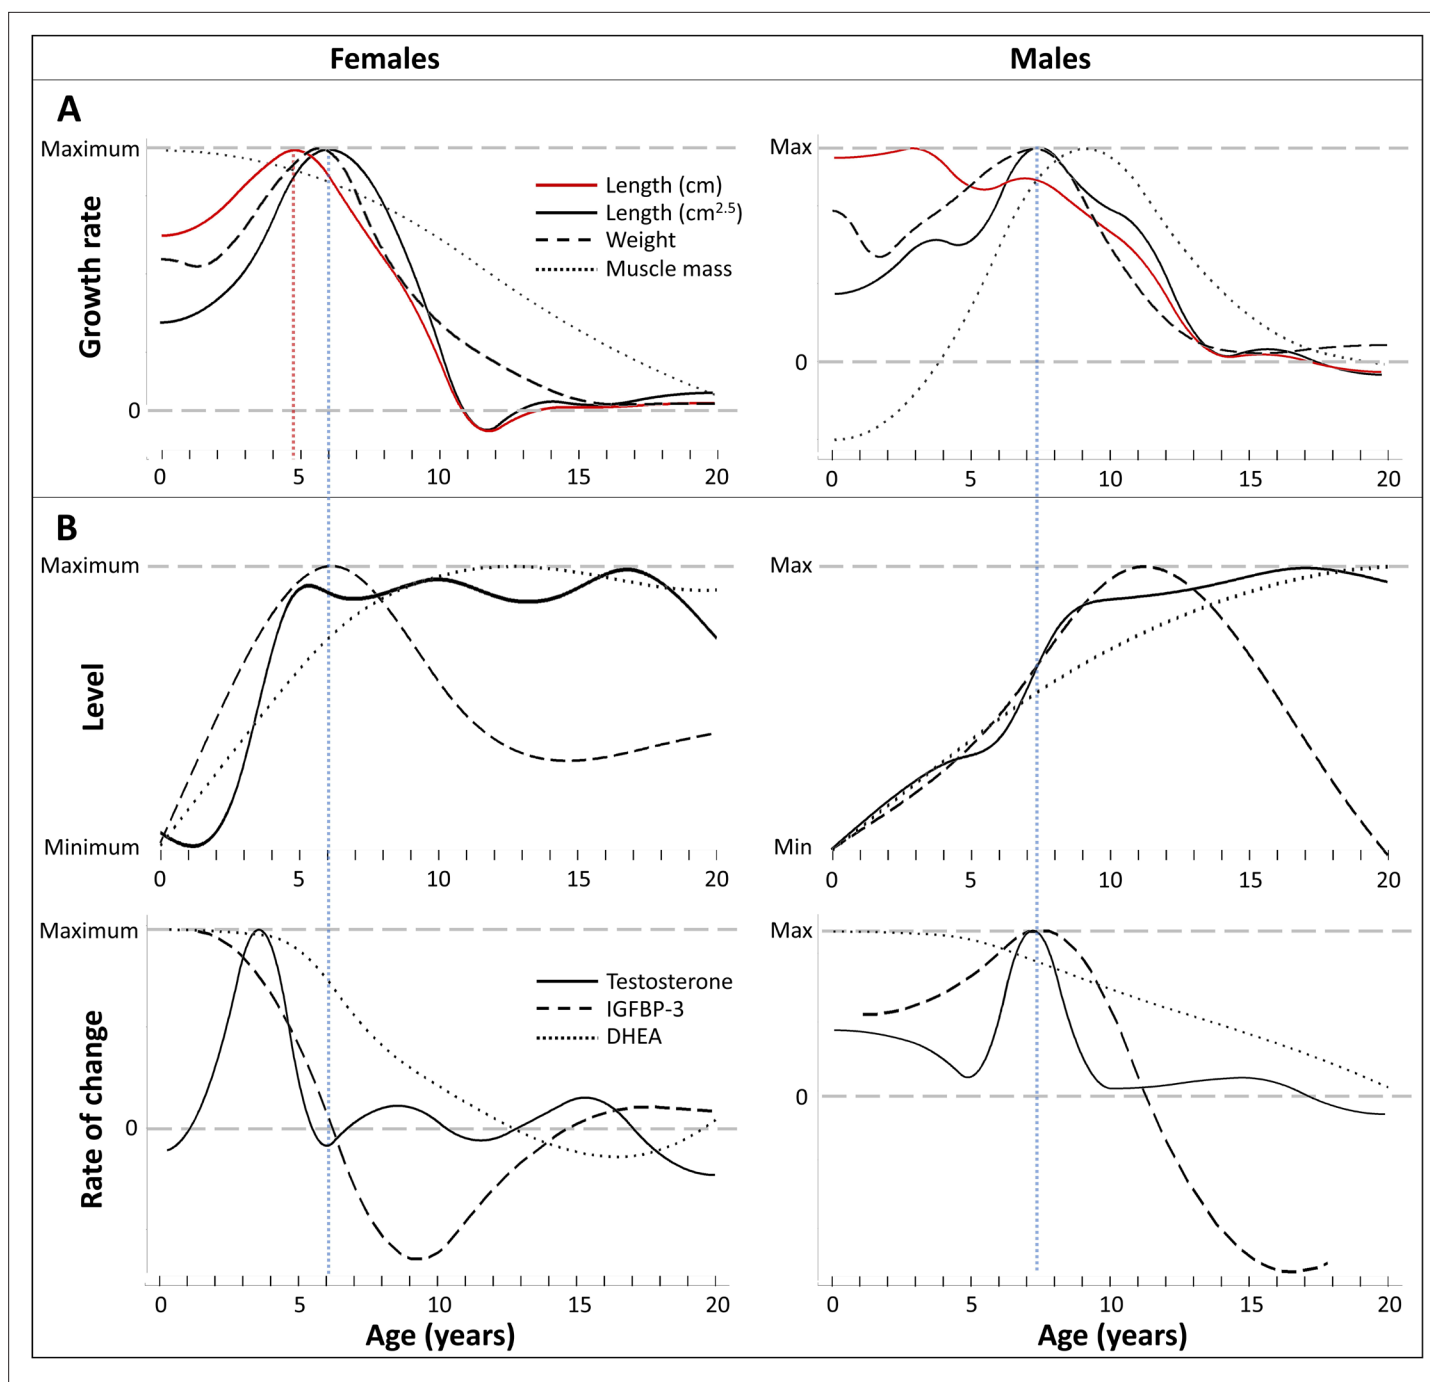 Females
Males
A
Maximum
0
Growth rate
Length (cm)
Length (cm2.5)
Weight
Muscle mass
0 5 10 15 20
Max
0
0 5 10 15 20
B
Maximum
Level
Minimum
0 5 10 15 20
Max
Min
0 5 10 15 20
Maximum
0
Rate of change
Testosterone
IGFBP-3
DHEA
0 5 10 15 20
Age (years)
Max
0
0 5 10 15 20
Age (years)